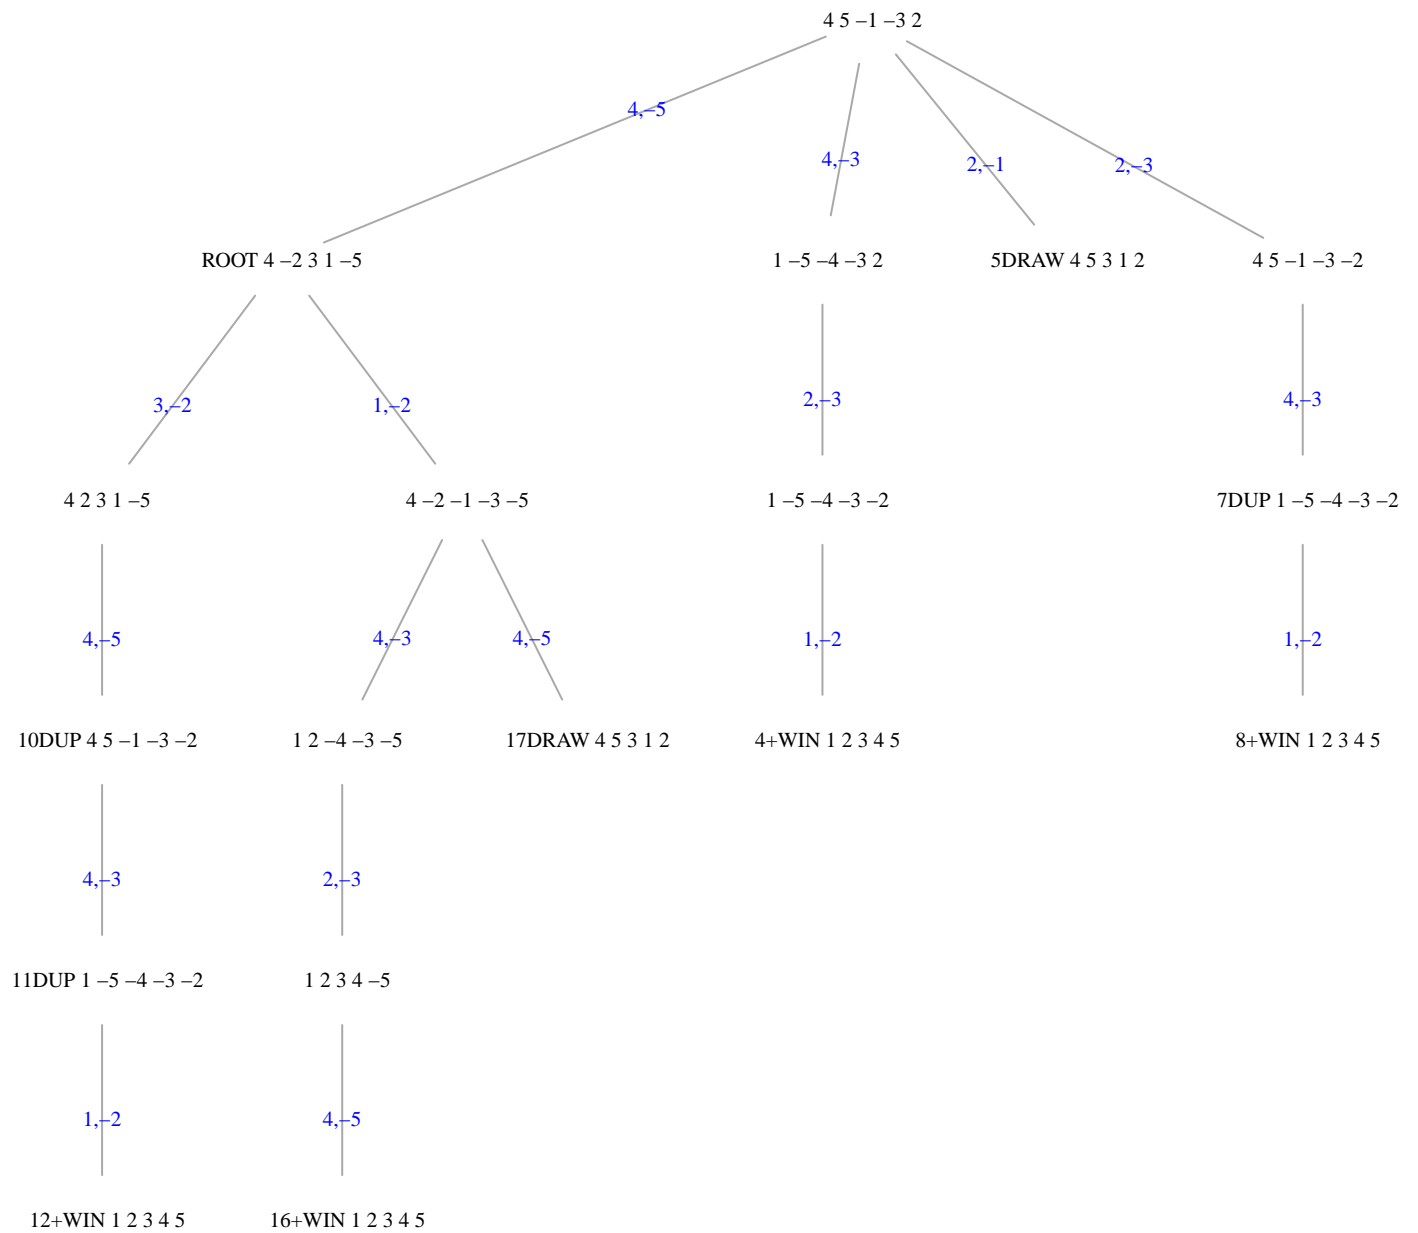 4 5 –1 –3 2
4,–5
4,–3
2,–1
2,–3
ROOT 4 –2 3 1 –5
1 –5 –4 –3 2
5DRAW 4 5 3 1 2
4 5 –1 –3 –2
3,–2
1,–2
2,–3
4,–3
4 2 3 1 –5
4 –2 –1 –3 –5
1 –5 –4 –3 –2
7DUP 1 –5 –4 –3 –2
4,–5
4,–3
4,–5
1,–2
1,–2
10DUP 4 5 –1 –3 –2
1 2 –4 –3 –5
17DRAW 4 5 3 1 2
4+WIN 1 2 3 4 5
8+WIN 1 2 3 4 5
4,–3
2,–3
11DUP 1 –5 –4 –3 –2
1 2 3 4 –5
1,–2
4,–5
12+WIN 1 2 3 4 5
16+WIN 1 2 3 4 5